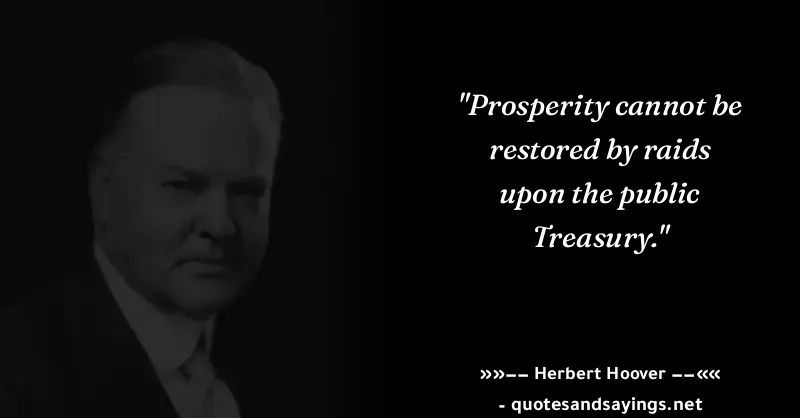 "Prosperity cannot be
restored by raids
upon the public
Treasury."
»»−− Herbert Hoover −−««
- quotesandsayings.net